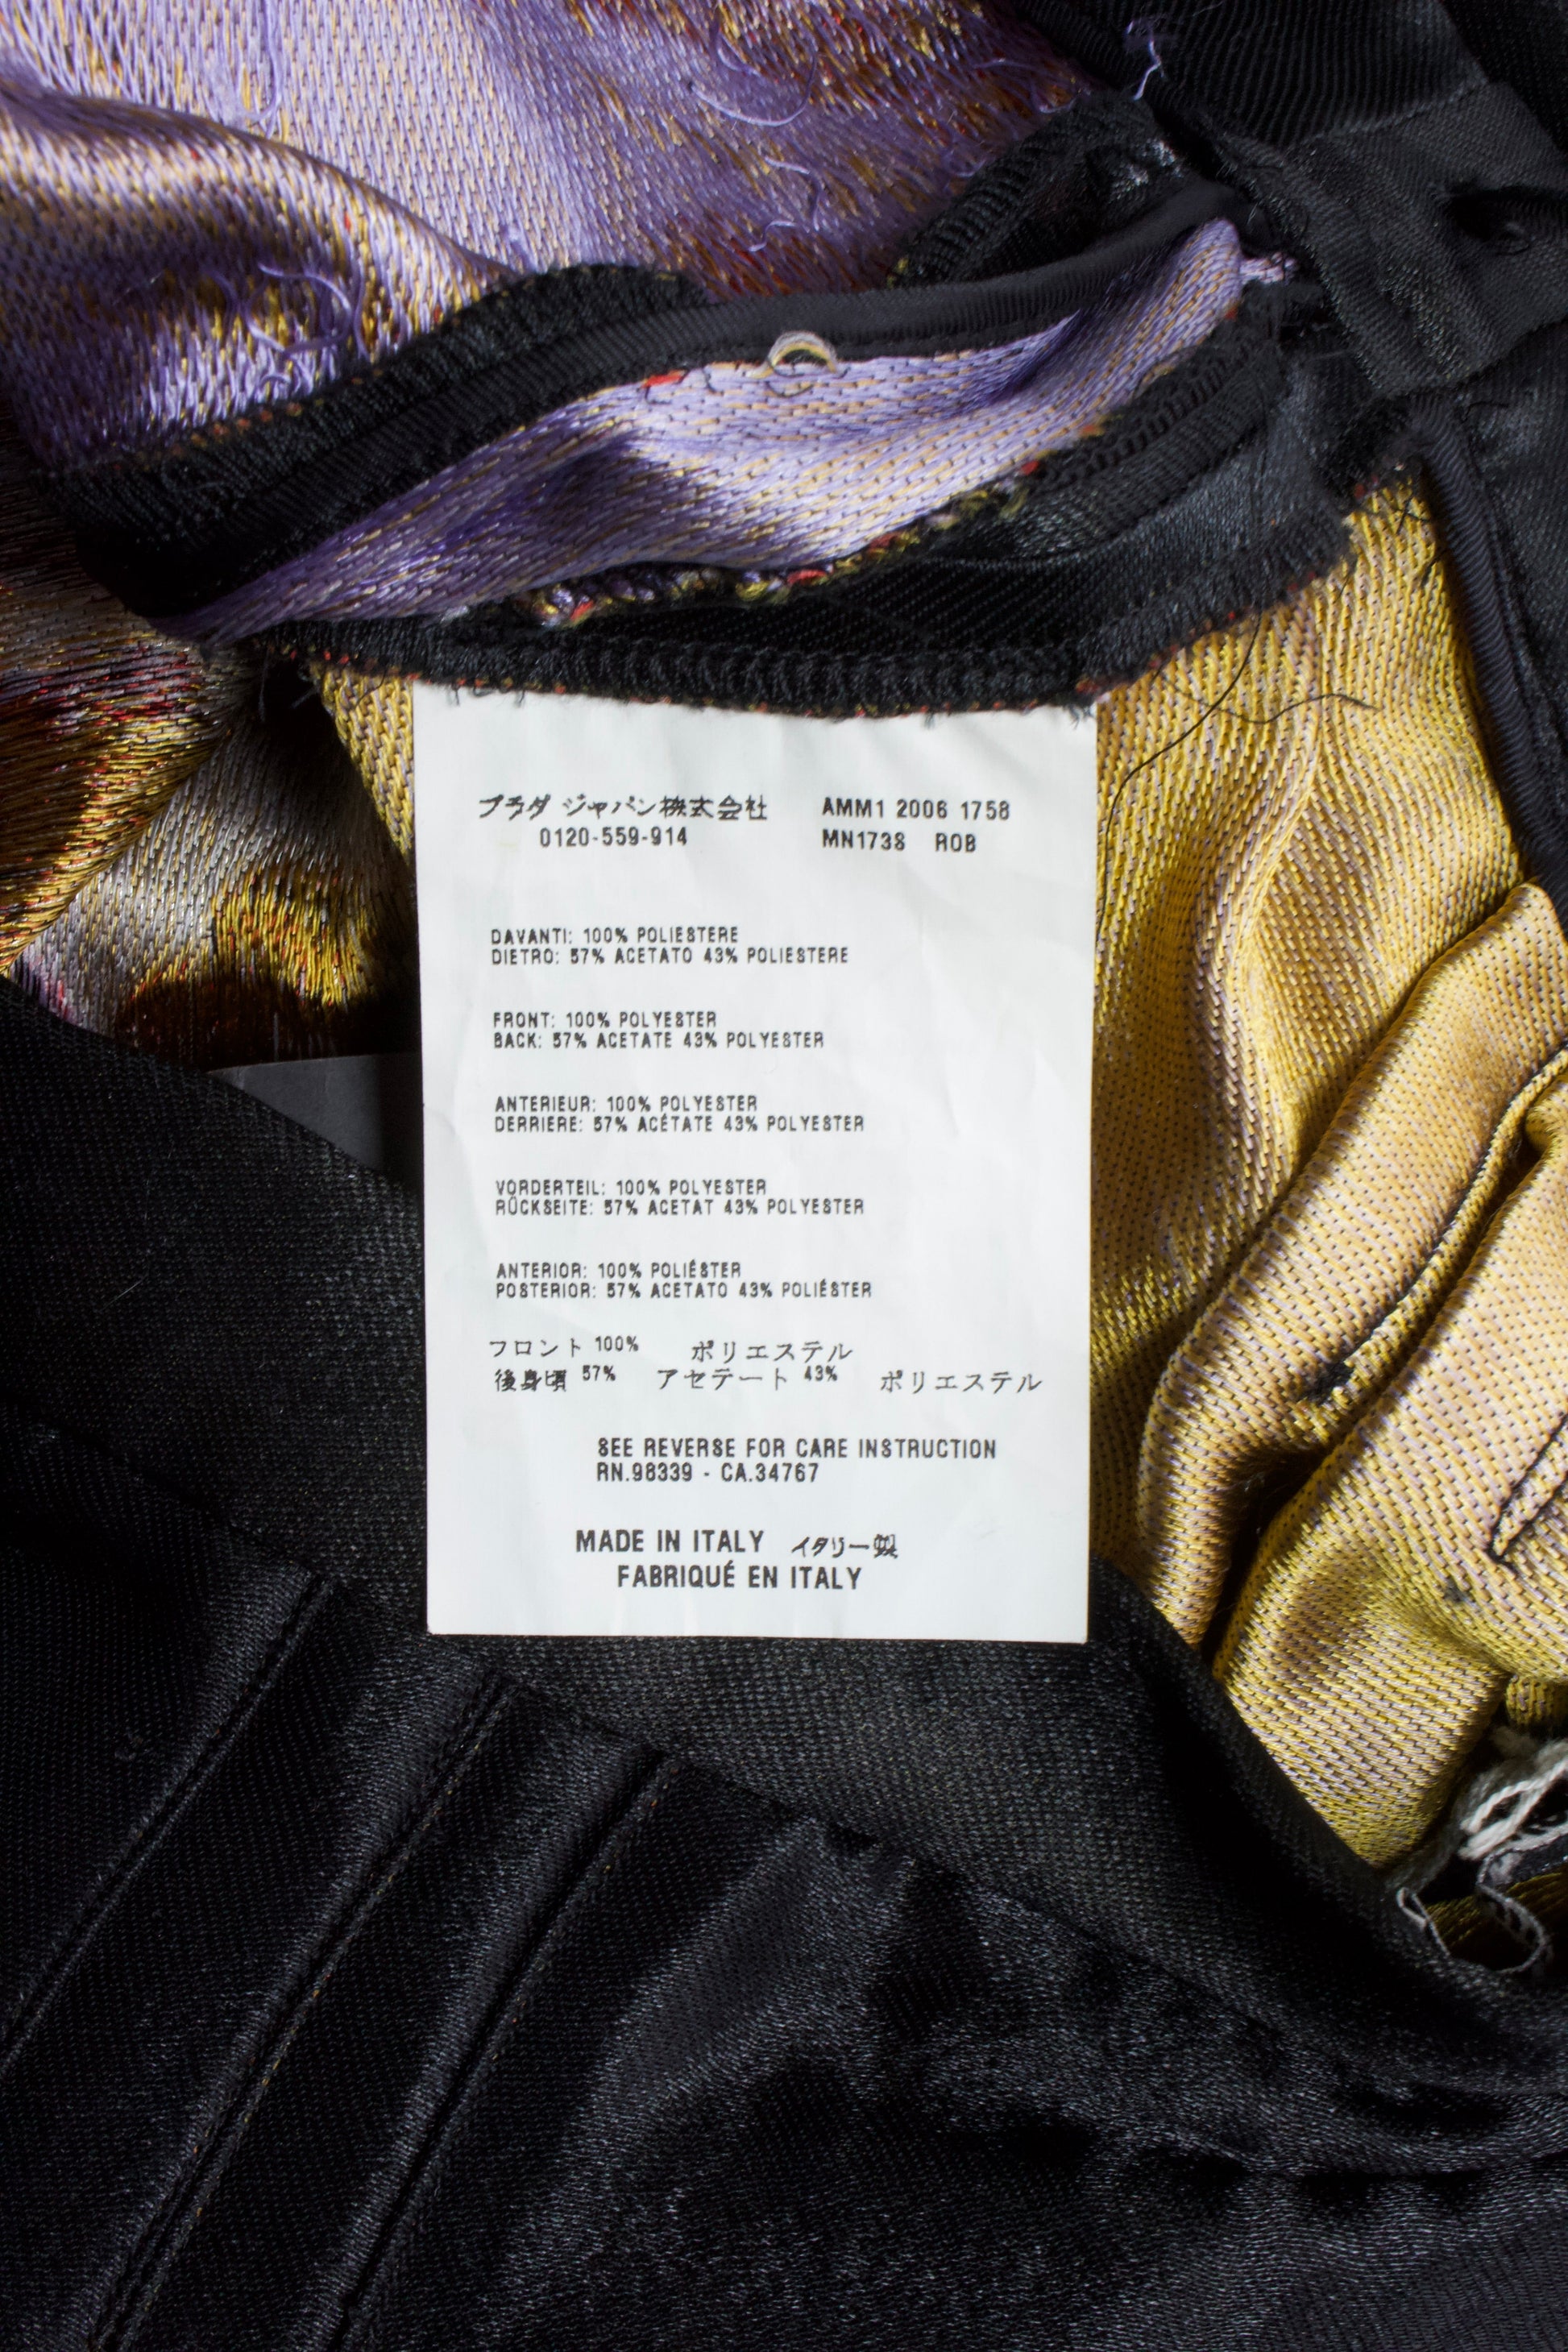 プラダ ジャパン株式会社 AMM1 2006 1758
0120-559-914 MN1738 ROB
DAVANTI: 100% POLIESTERE
DIETRO: 57% ACETATO 43% POLIESTERE
FRONT: 100% POLYESTER
BACK: 57% ACETATE 43% POLYESTER
ANTERIEUR: 100% POLYESTER
DERRIERE: 57% ACÉTATE 43% POLYESTER
VORDERTEIL: 100% POLYESTER
RÜCKSEITE: 57% ACETAT 43% POLYESTER
ANTERIOR: 100% POLIÉSTER
POSTERIOR: 57% ACETATO 43% POLIÉSTER
フロント 100% ポリエステル
後身頃 57% アセテート 43% ポリエステル
SEE REVERSE FOR CARE INSTRUCTION
RN.98339 - CA.34767
MADE IN ITALY イタリー製
FABRIQUÉ EN ITALY